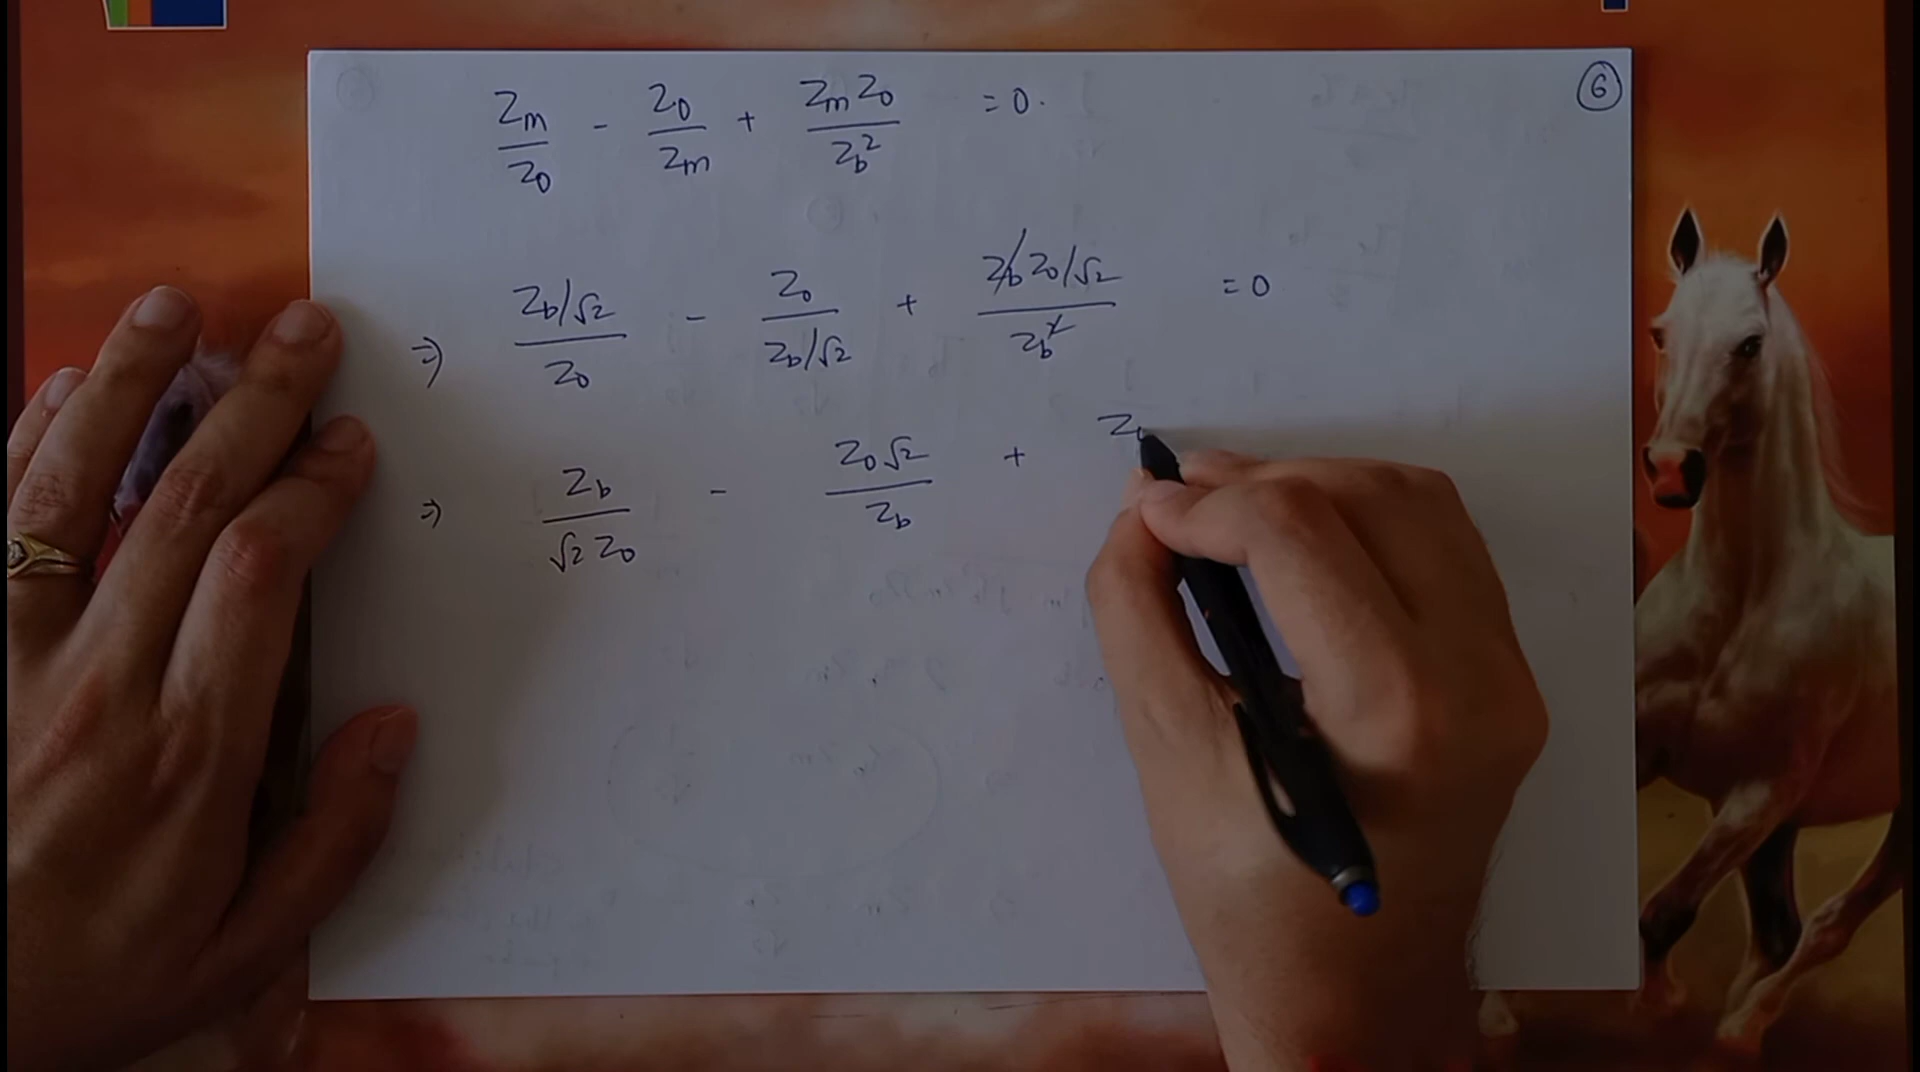 6
Zm/Z0 - Z0/Zm + ZmZ0/Zb² = 0.
⇒ (Zb/√2)/Z0 - Z0/(Zb/√2) + (Zb Z0/√2)/Zb² = 0
⇒ Zb/(√2 Z0) - Z0√2/Zb + Z